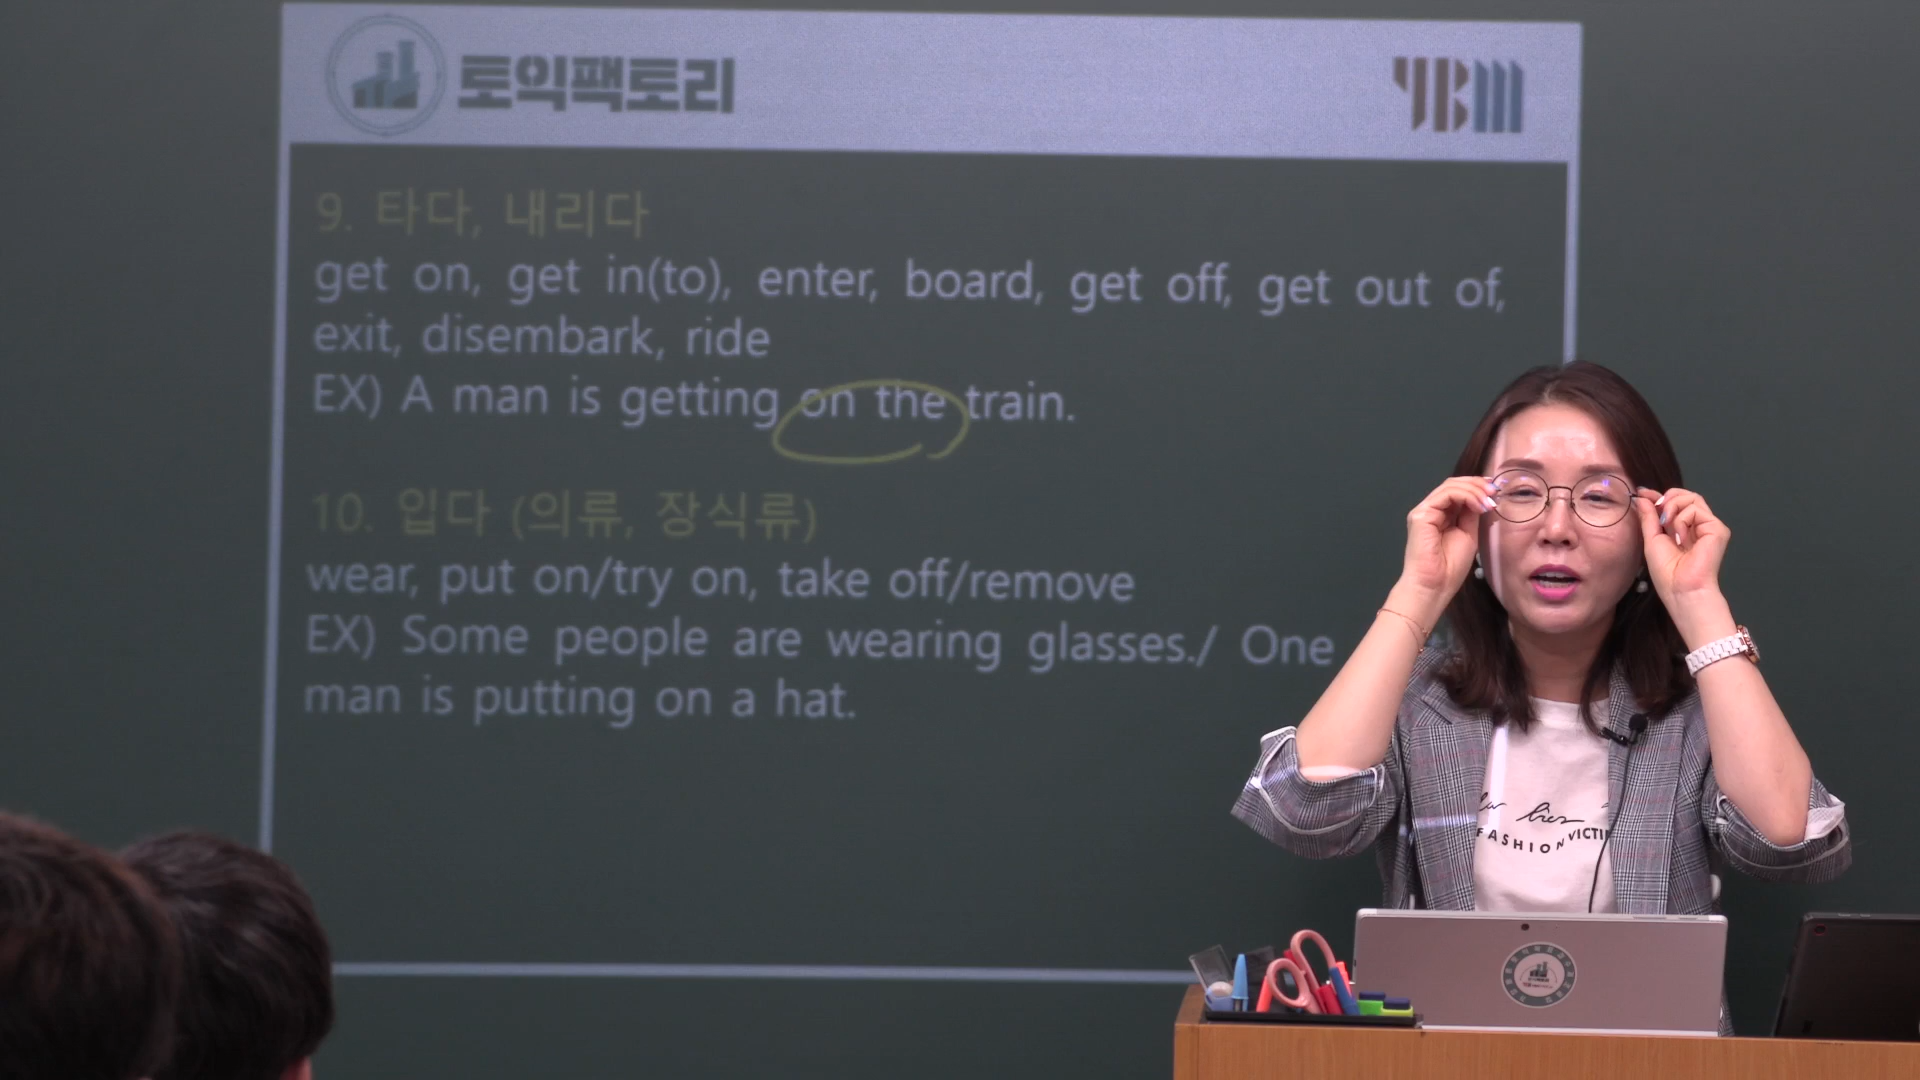 토익팩토리
YBM
9. 타다, 내리다
get on, get in(to), enter, board, get off, get out of,
exit, disembark, ride
EX) A man is getting on the train.
10. 입다 (의류, 장식류)
wear, put on/try on, take off/remove
EX) Some people are wearing glasses./ One
man is putting on a hat.
FASHION VICTI